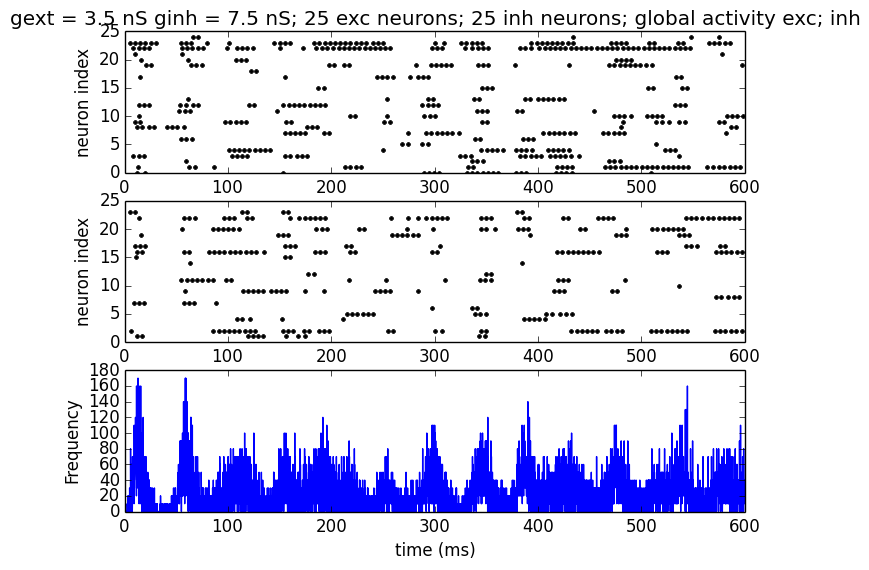 gext = 3.5 nS ginh = 7.5 nS; 25 exc neurons; 25 inh neurons; global activity exc; inh
25
20
15
10
5
0
neuron index
0 100 200 300 400 500 600
25
20
15
10
5
0
neuron index
0 100 200 300 400 500 600
180
160
140
120
100
80
60
40
20
0
Frequency
0 100 200 300 400 500 600
time (ms)